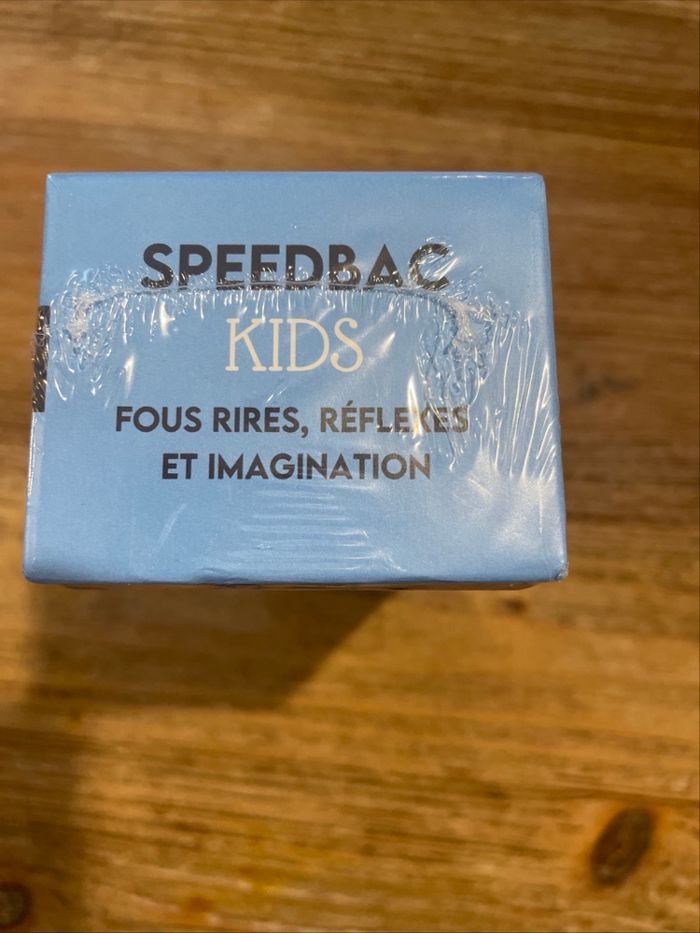 SPEEDBAC
KIDS
FOUS RIRES, RÉFLEXES
ET IMAGINATION